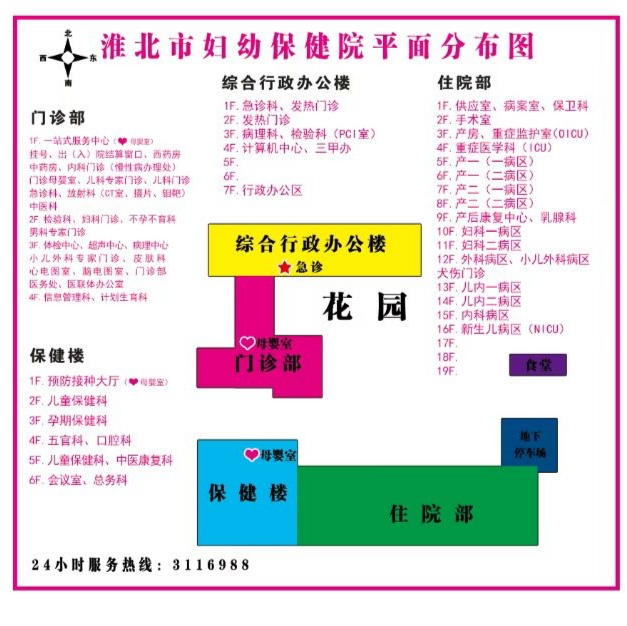 淮北市妇幼保健院平面分布图
北
西
东
南
门诊部
1F. 一站式服务中心（母婴室）
挂号、出（入）院结算窗口、西药房
中药房、内科门诊（慢性病办理处）
门诊母婴室、儿科专家门诊、儿科门诊
急诊科、放射科（CT室、摄片、钼靶）
中医科
2F. 检验科、妇科门诊、不孕不育科
男科专家门诊
3F. 体检中心、超声中心、病理中心
小儿外科专家门诊、皮肤科
心电图室、脑电图室、门诊部
医务处、医联体办公室
4F. 信息管理科、计划生育科
综合行政办公楼
1F. 急诊科、发热门诊
2F. 发热门诊
3F. 病理科、检验科（PCI室）
4F. 计算机中心、三甲办
5F.
6F.
7F. 行政办公区
住院部
1F. 供应室、病案室、保卫科
2F. 手术室
3F. 产房、重症监护室(OICU)
4F. 重症医学科（ICU）
5F. 产一（一病区）
6F. 产一（二病区）
7F. 产二（一病区）
8F. 产二（二病区）
9F. 产后康复中心、乳腺科
10F. 妇科一病区
11F. 妇科二病区
12F. 外科病区、小儿外科病区
犬伤门诊
13F. 儿内一病区
14F. 儿内二病区
15F. 内科病区
16F. 新生儿病区（NICU）
17F.
18F.
19F.
保健楼
1F. 预防接种大厅（母婴室）
2F. 儿童保健科
3F. 孕期保健科
4F. 五官科、口腔科
5F. 儿童保健科、中医康复科
6F. 会议室、总务科
综合行政办公楼
急诊
花园
母婴室
门诊部
食堂
地下
停车场
母婴室
保健楼
住院部
24小时服务热线：3116988